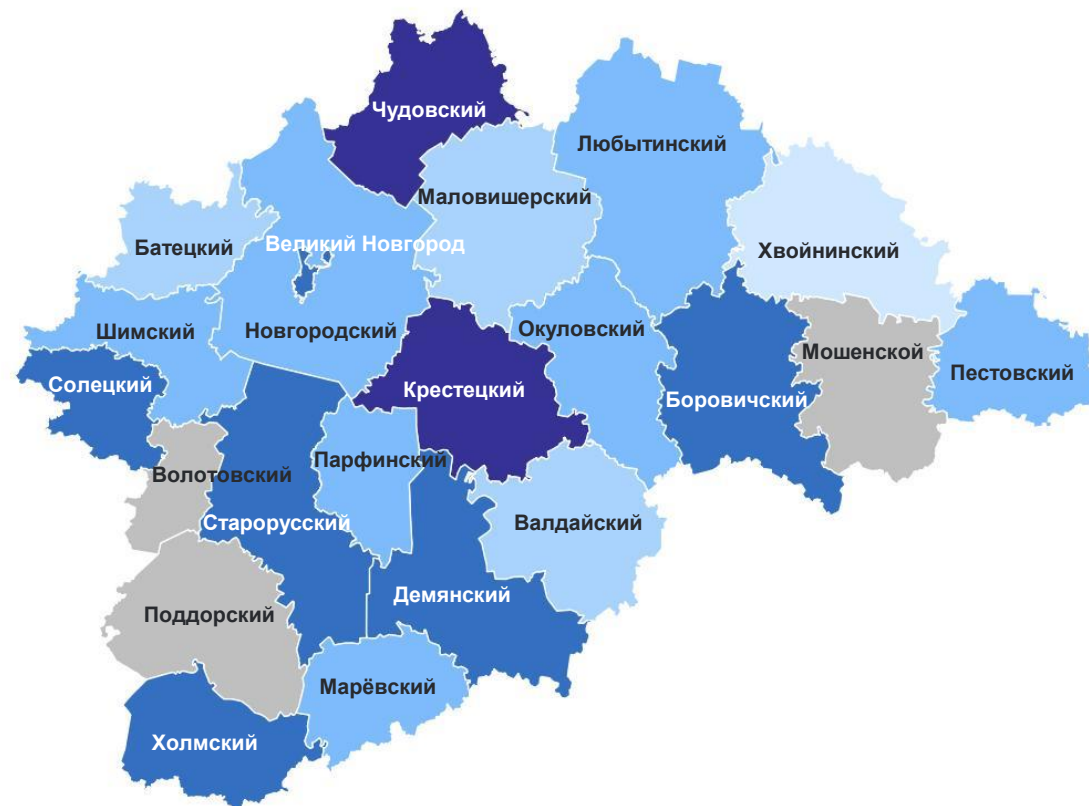 Чудовский
Любытинский
Маловишерский
Батецкий
Великий Новгород
Хвойнинский
Шимский
Новгородский
Окуловский
Мошенской
Солецкий
Крестецкий
Боровичский
Пестовский
Волотовский
Парфинский
Старорусский
Валдайский
Демянский
Поддорский
Марёвский
Холмский